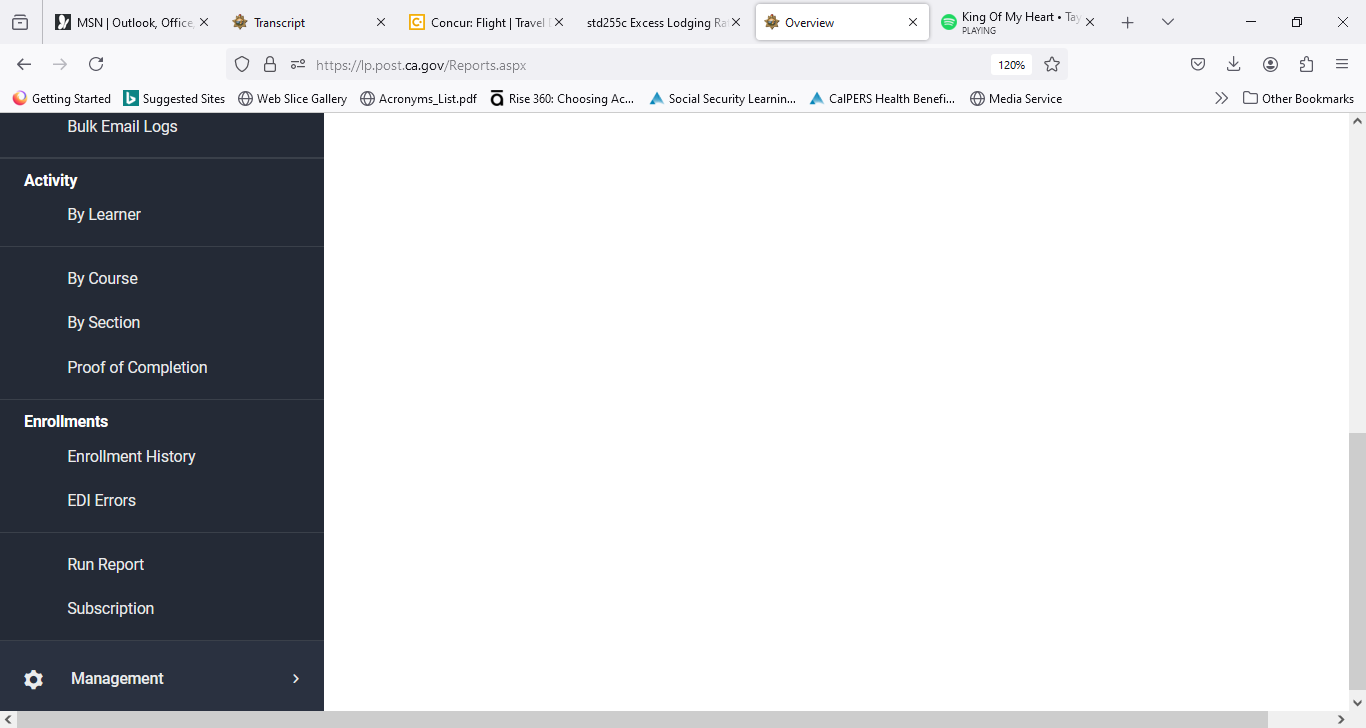 MSN | Outlook, Office,
Transcript
Concur: Flight | Travel
std255c Excess Lodging Ra
Overview
King Of My Heart • Tay
PLAYING
https://lp.post.ca.gov/Reports.aspx
120%
Getting Started
Suggested Sites
Web Slice Gallery
Acronyms_List.pdf
Rise 360: Choosing Ac...
Social Security Learnin...
CalPERS Health Benefi...
Media Service
Other Bookmarks
Bulk Email Logs
Activity
By Learner
By Course
By Section
Proof of Completion
Enrollments
Enrollment History
EDI Errors
Run Report
Subscription
Management